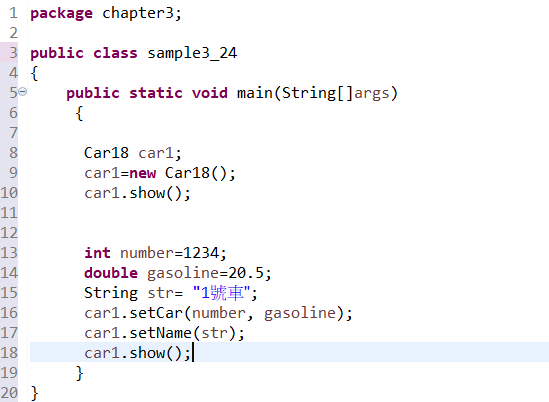 1 package chapter3;
2
3 public class sample3_24
4 {
5 public static void main(String[]args)
6 {
7
8 Car18 car1;
9 car1=new Car18();
10 car1.show();
11
12
13 int number=1234;
14 double gasoline=20.5;
15 String str= "1號車";
16 car1.setCar(number, gasoline);
17 car1.setName(str);
18 car1.show();
19 }
20 }